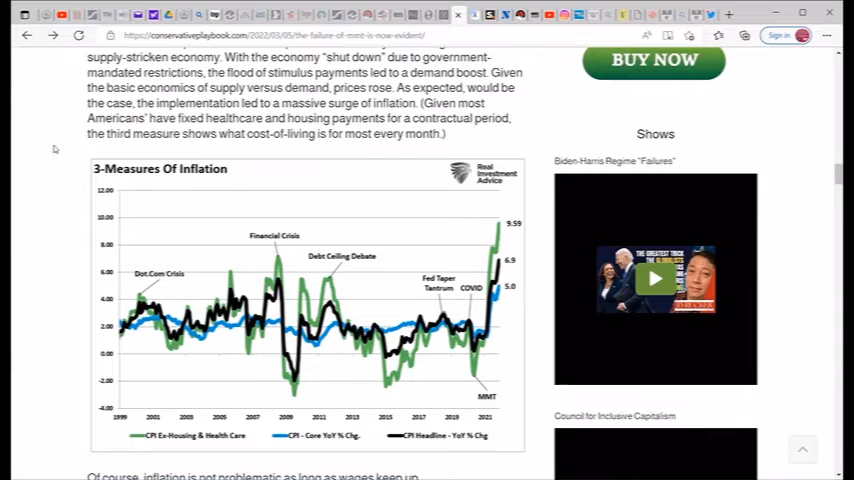 https://conservativeplaybook.com/2022/03/05/the-failure-of-mmt-is-now-evident/
Sign in
supply-stricken economy. With the economy “shut down” due to government-
mandated restrictions, the flood of stimulus payments led to a demand boost. Given
the basic economics of supply versus demand, prices rose. As expected, would be
the case, the implementation led to a massive surge of inflation. (Given most
Americans’ have fixed healthcare and housing payments for a contractual period,
the third measure shows what cost-of-living is for most every month.)
BUY NOW
Shows
Biden-Harris Regime “Failures”
3-Measures Of Inflation
Real
Investment
Advice
12.00
10.00
8.00
6.00
4.00
2.00
0.00
-2.00
-4.00
9.59
6.9
5.0
Financial Crisis
Debt Ceiling Debate
Dot.Com Crisis
Fed Taper
Tantrum
COVID
MMT
1999 2001 2003 2005 2007 2009 2011 2013 2015 2017 2019 2021
CPI Ex-Housing & Health Care
CPI - Core YoY % Chg.
CPI Headline - YoY % Chg
THE GREATEST TRICK
THE GLOBALISTS
Council for Inclusive Capitalism
Of course, inflation is not problematic as long as wages keep up.